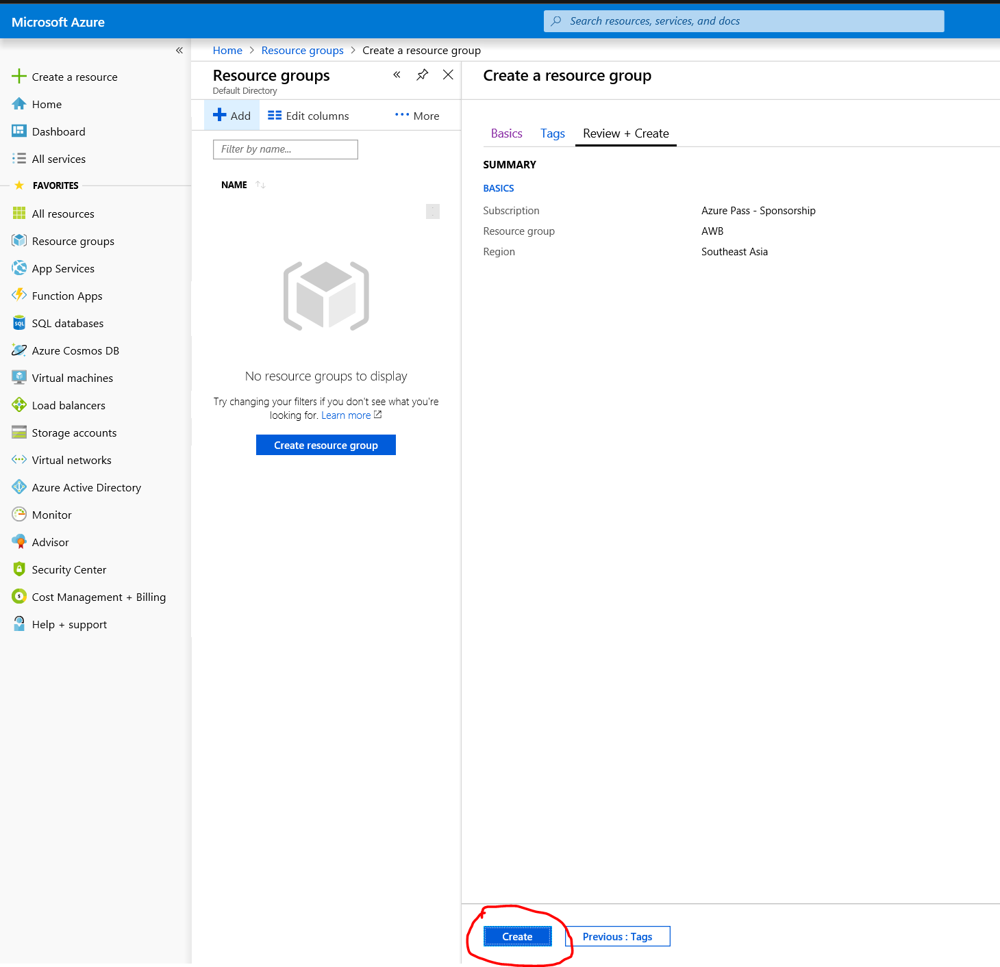 Microsoft Azure
Search resources, services, and docs
Home > Resource groups > Create a resource group
Create a resource
Home
Dashboard
All services
FAVORITES
All resources
Resource groups
App Services
Function Apps
SQL databases
Azure Cosmos DB
Virtual machines
Load balancers
Storage accounts
Virtual networks
Azure Active Directory
Monitor
Advisor
Security Center
Cost Management + Billing
Help + support
Resource groups
Default Directory
Add
Edit columns
More
Filter by name...
NAME
No resource groups to display
Try changing your filters if you don't see what you're
looking for. Learn more
Create resource group
Create a resource group
Basics Tags Review + Create
SUMMARY
BASICS
Subscription Azure Pass - Sponsorship
Resource group AWB
Region Southeast Asia
Create
Previous : Tags